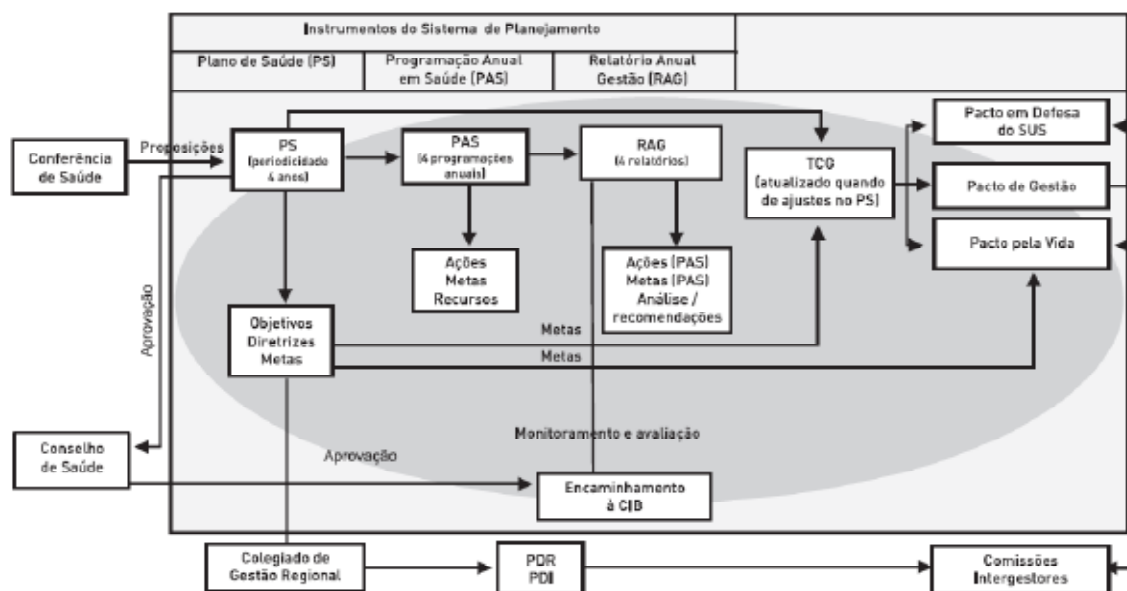 Instrumentos do Sistema de Planejamento
Plano de Saúde (PS)
Programação Anual
em Saúde (PAS)
Relatório Anual
Gestão (RAG)
Conferência
de Saúde
Proposições
PS
(periodicidade
4 anos)
PAS
(4 programações
anuais)
RAG
(4 relatórios)
TCG
(atualizado quando
de ajustes no PS)
Pacto em Defesa
do SUS
Pacto de Gestão
Pacto pela Vida
Ações
Metas
Recursos
Ações (PAS)
Metas (PAS)
Análise /
recomendações
Aprovação
Objetivos
Diretrizes
Metas
Metas
Metas
Monitoramento e avaliação
Conselho
de Saúde
Aprovação
Encaminhamento
à CIB
Colegiado de
Gestão Regional
PDR
PDI
Comissões
Intergestores